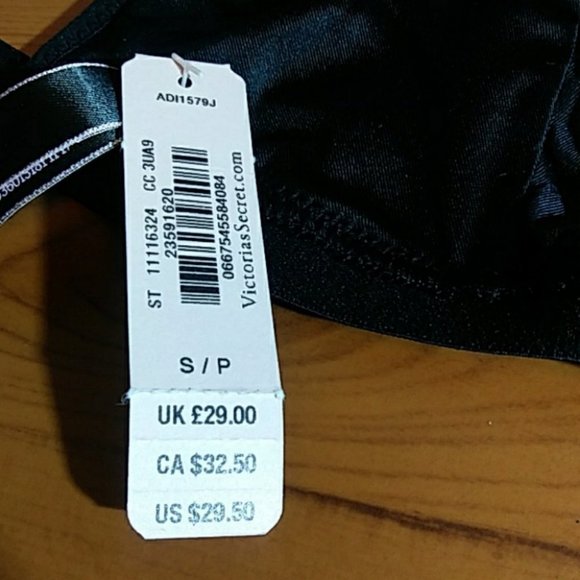 ADI1579J
ST 11116324 CC 3UA9
23591620
0667545584084
VictoriasSecret.com
S / P
UK £29.00
CA $32.50
US $29.50